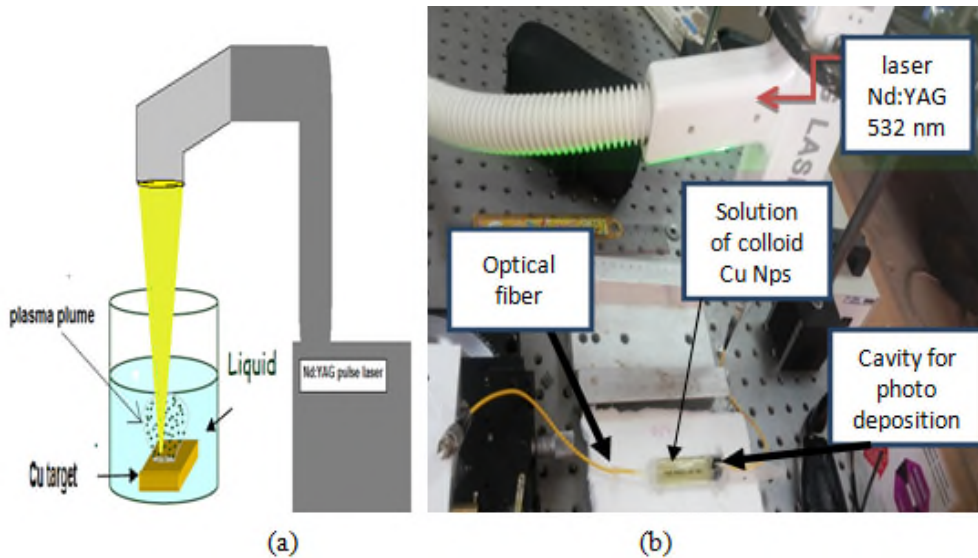 plasma plume
Liquid
Nd:YAG pulse laser
Cu target
(a)
laser
Nd:YAG
532 nm
LAS
Solution
of colloid
Cu Nps
Optical
fiber
Cavity for
photo
deposition
(b)